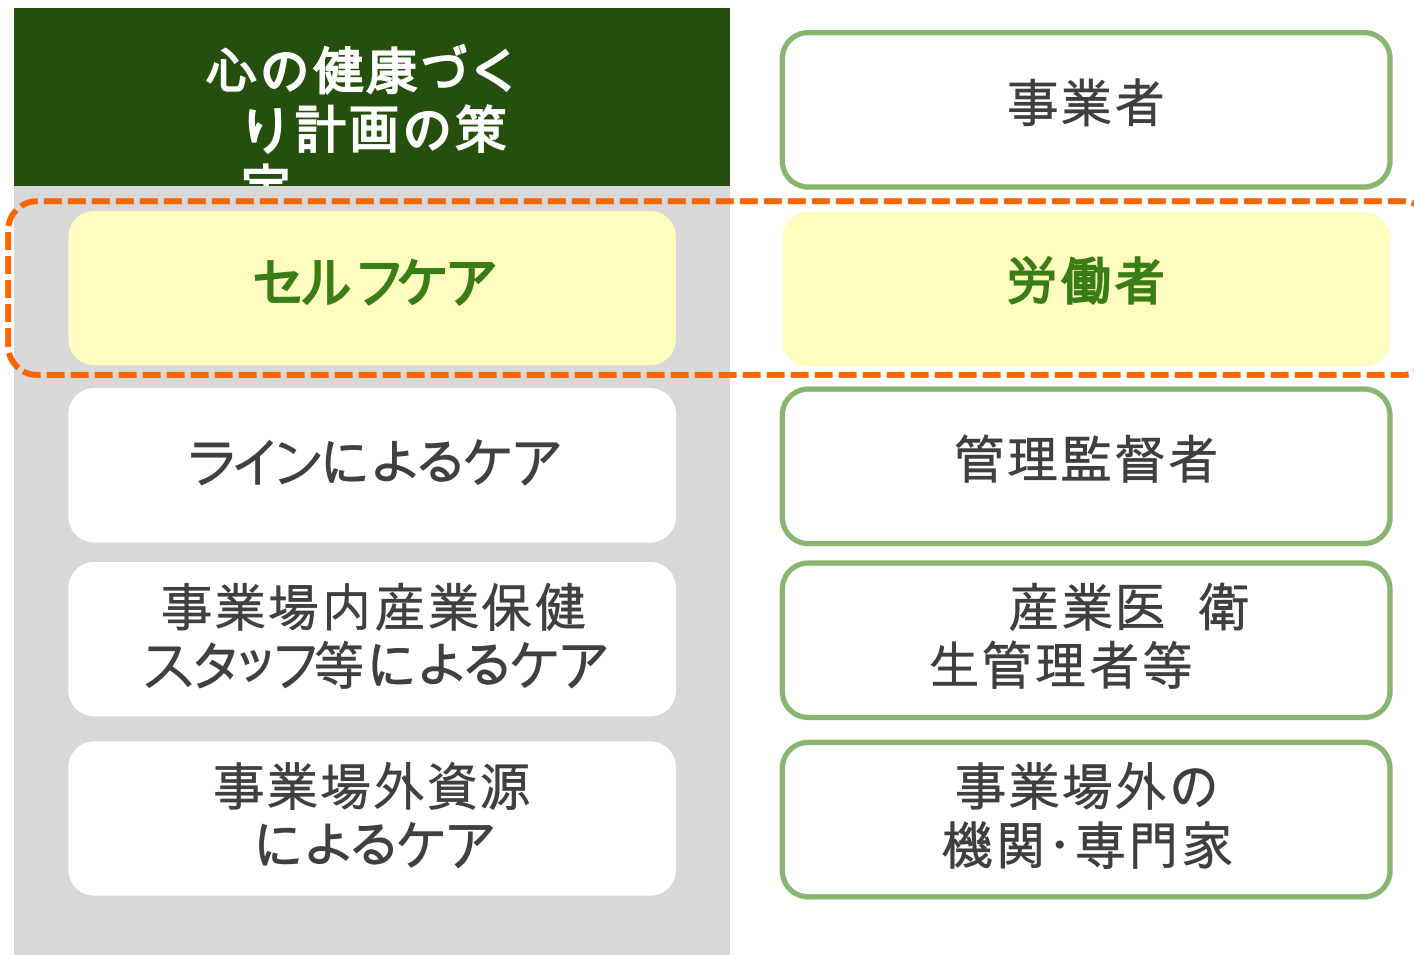 心の健康づく
り計画の策
事業者
セルフケア
労働者
ラインによるケア
管理監督者
事業場内産業保健
スタッフ等によるケア
産業医　衛
生管理者等
事業場外資源
によるケア
事業場外の
機関･専門家